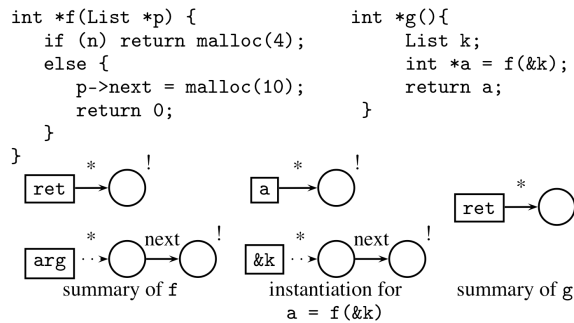 int *f(List *p) {
if (n) return malloc(4);
else {
p->next = malloc(10);
return 0;
}
}
int *g(){
List k;
int *a = f(&k);
return a;
}
ret * !
arg * next !
summary of f
a * !
&k * next !
instantiation for
a = f(&k)
ret *
summary of g